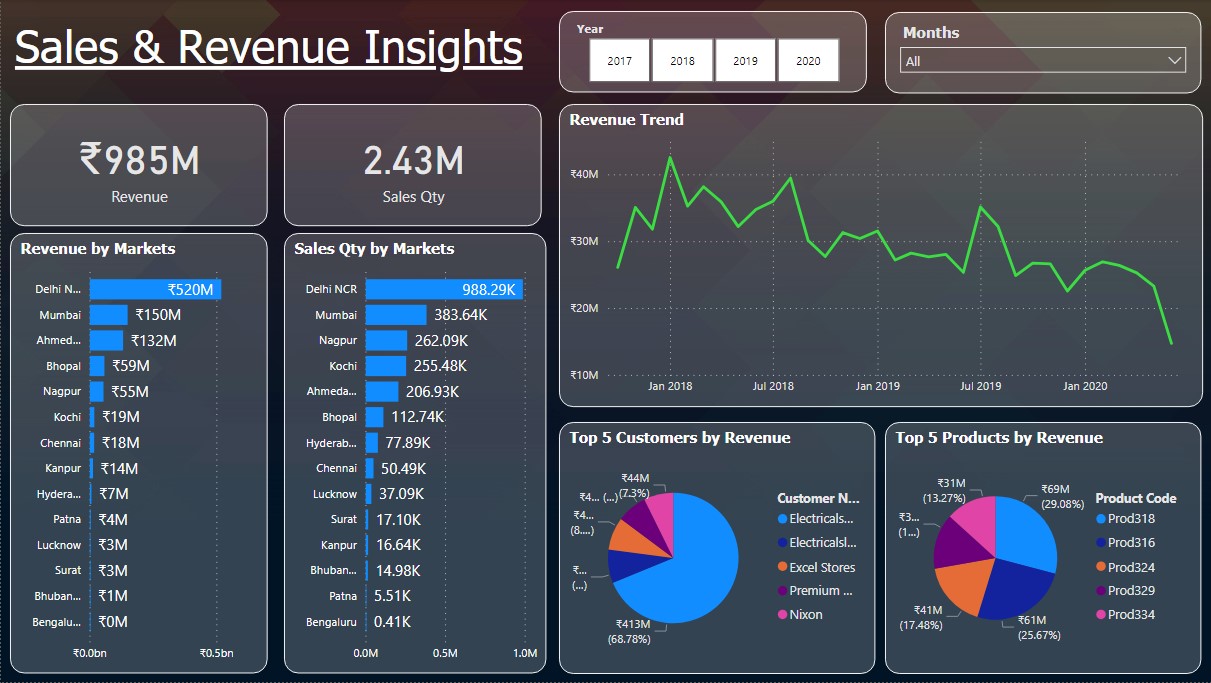 Sales & Revenue Insights
Year
2017
2018
2019
2020
Months
All
₹985M
Revenue
2.43M
Sales Qty
Revenue Trend
₹40M
₹30M
₹20M
₹10M
Jan 2018
Jul 2018
Jan 2019
Jul 2019
Jan 2020
Revenue by Markets
Delhi N... ₹520M
Mumbai ₹150M
Ahmed... ₹132M
Bhopal ₹59M
Nagpur ₹55M
Kochi ₹19M
Chennai ₹18M
Kanpur ₹14M
Hydera... ₹7M
Patna ₹4M
Lucknow ₹3M
Surat ₹3M
Bhuban... ₹1M
Bengalu... ₹0M
₹0.0bn ₹0.5bn
Sales Qty by Markets
Delhi NCR 988.29K
Mumbai 383.64K
Nagpur 262.09K
Kochi 255.48K
Ahmeda... 206.93K
Bhopal 112.74K
Hyderab... 77.89K
Chennai 50.49K
Lucknow 37.09K
Surat 17.10K
Kanpur 16.64K
Bhuban... 14.98K
Patna 5.51K
Bengaluru 0.41K
0.0M 0.5M 1.0M
Top 5 Customers by Revenue
₹44M
(7.3%)
₹4... (...)
₹4...
(8....)
₹...
(...)
₹413M
(68.78%)
Customer N...
Electricals...
Electricalsl...
Excel Stores
Premium ...
Nixon
Top 5 Products by Revenue
₹31M
(13.27%)
₹69M
(29.08%)
₹3...
(1...)
₹41M
(17.48%)
₹61M
(25.67%)
Product Code
Prod318
Prod316
Prod324
Prod329
Prod334